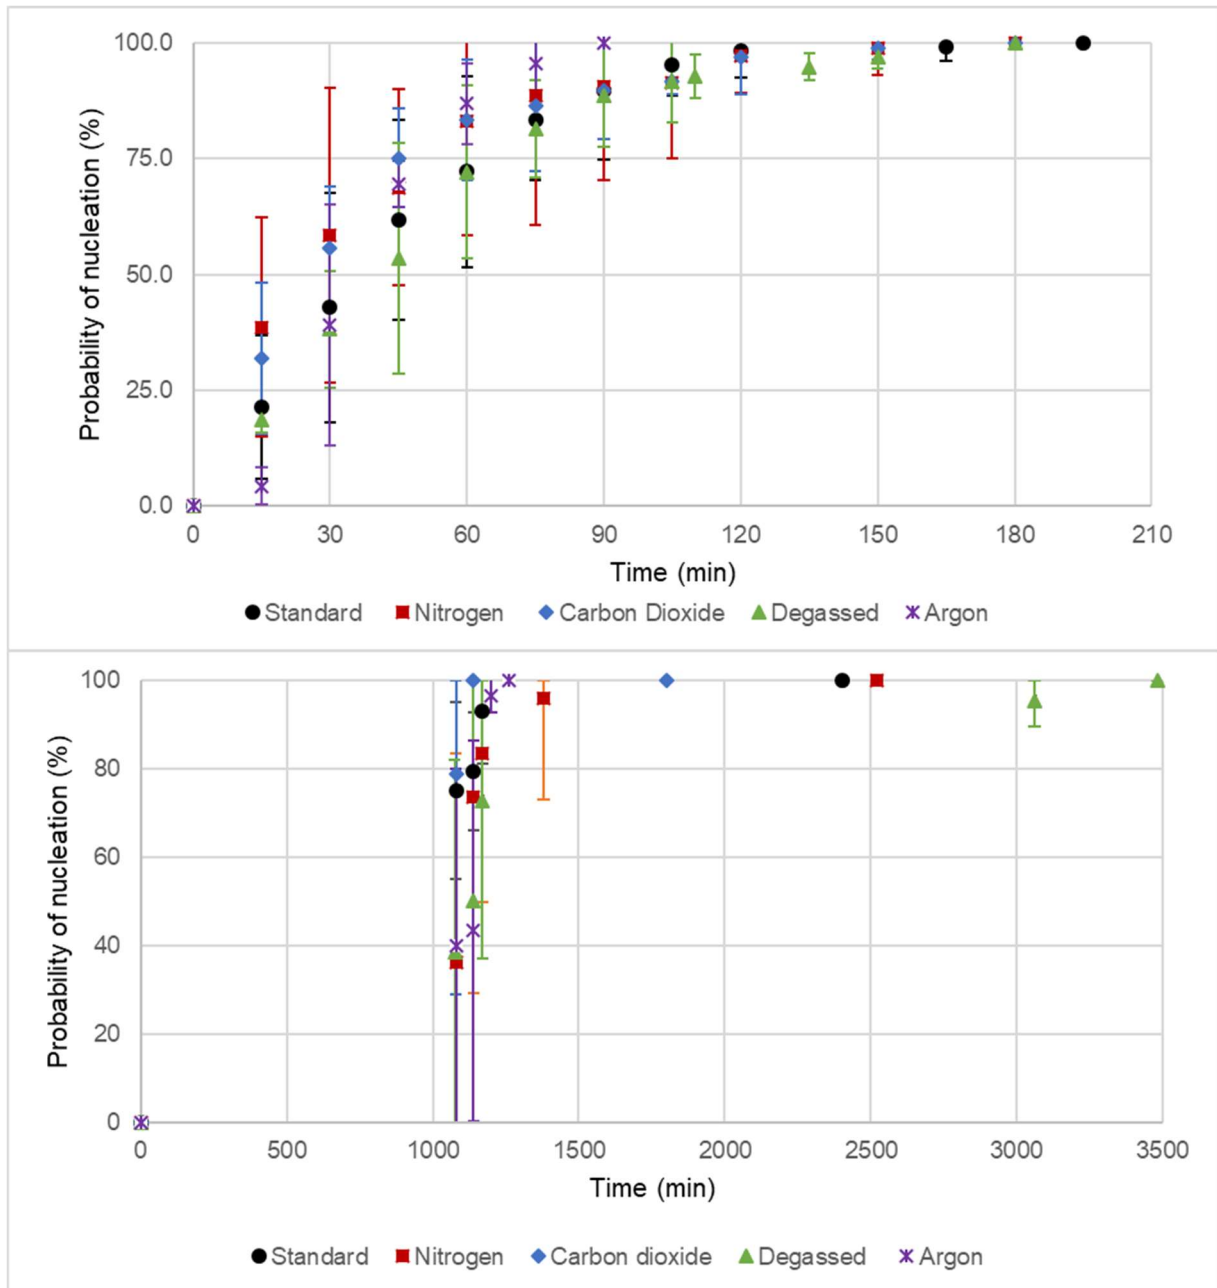 100.0
75.0
50.0
25.0
0.0
Probability of nucleation (%)
0 30 60 90 120 150 180 210
Time (min)
Standard Nitrogen Carbon Dioxide Degassed Argon
100
80
60
40
20
0
Probability of nucleation (%)
0 500 1000 1500 2000 2500 3000 3500
Time (min)
Standard Nitrogen Carbon dioxide Degassed Argon